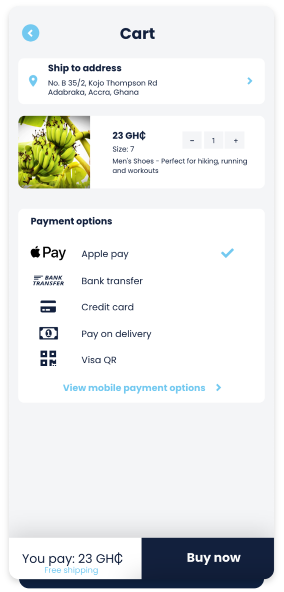 Cart
Ship to address
No. B 35/2, Kojo Thompson Rd
Adabraka, Accra, Ghana
23 GH₵
- 1 +
Size: 7
Men's Shoes - Perfect for hiking, running
and workouts
Payment options
Pay Apple pay
BANK TRANSFER Bank transfer
Credit card
Pay on delivery
Visa QR
View mobile payment options
You pay: 23 GH₵
Free shipping
Buy now